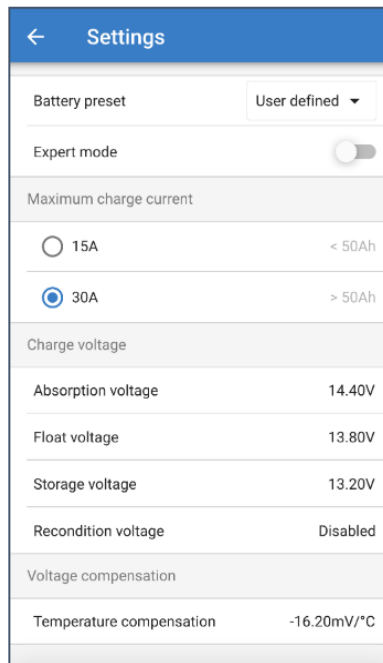 Settings
Battery preset User defined
Expert mode
Maximum charge current
15A < 50Ah
30A > 50Ah
Charge voltage
Absorption voltage 14.40V
Float voltage 13.80V
Storage voltage 13.20V
Recondition voltage Disabled
Voltage compensation
Temperature compensation -16.20mV/°C